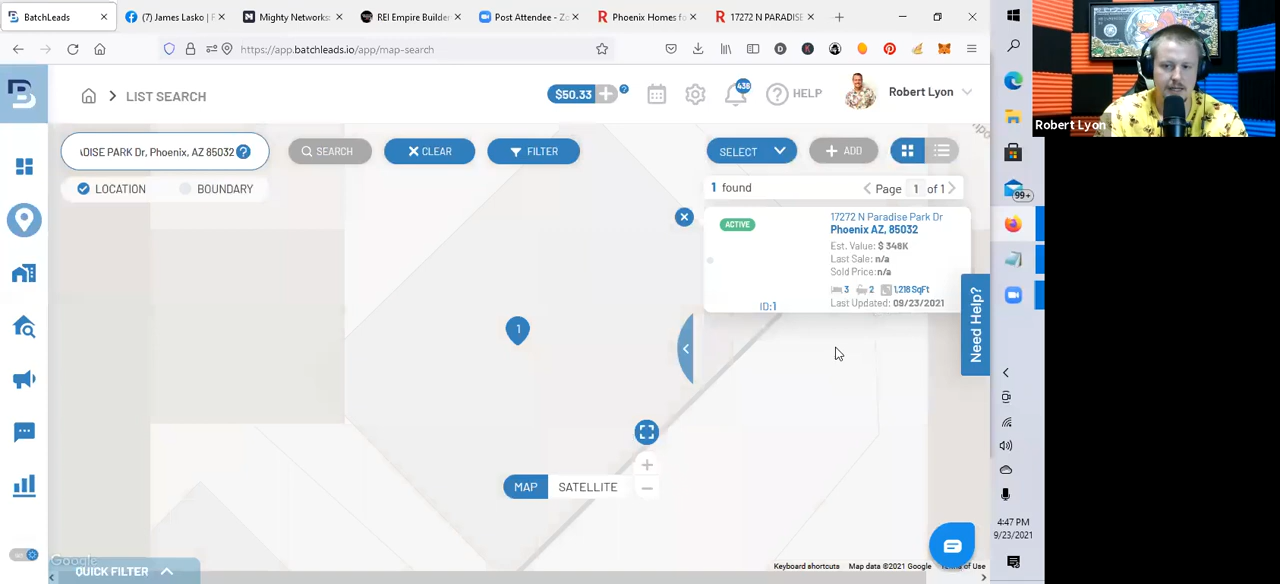 BatchLeads
(7) James Lasko | F
Mighty Networks
REI Empire Builder
Post Attendee - Zo
Phoenix Homes fo
17272 N PARADISE
https://app.batchleads.io/app/map-search
LIST SEARCH
$50.33
?
436
HELP
Robert Lyon
DISE PARK Dr, Phoenix, AZ 85032
?
SEARCH
CLEAR
FILTER
SELECT
ADD
LOCATION
BOUNDARY
1 found
Page 1 of 1
ACTIVE
17272 N Paradise Park Dr
Phoenix AZ, 85032
Est. Value: $ 348K
Last Sale: n/a
Sold Price:n/a
3 2 1,218 SqFt
Last Updated: 09/23/2021
ID:1
1
Need Help?
MAP
SATELLITE
Google
QUICK FILTER
Keyboard shortcuts
Map data ©2021 Google
Terms of Use
99+
4:47 PM
9/23/2021
Robert Lyon